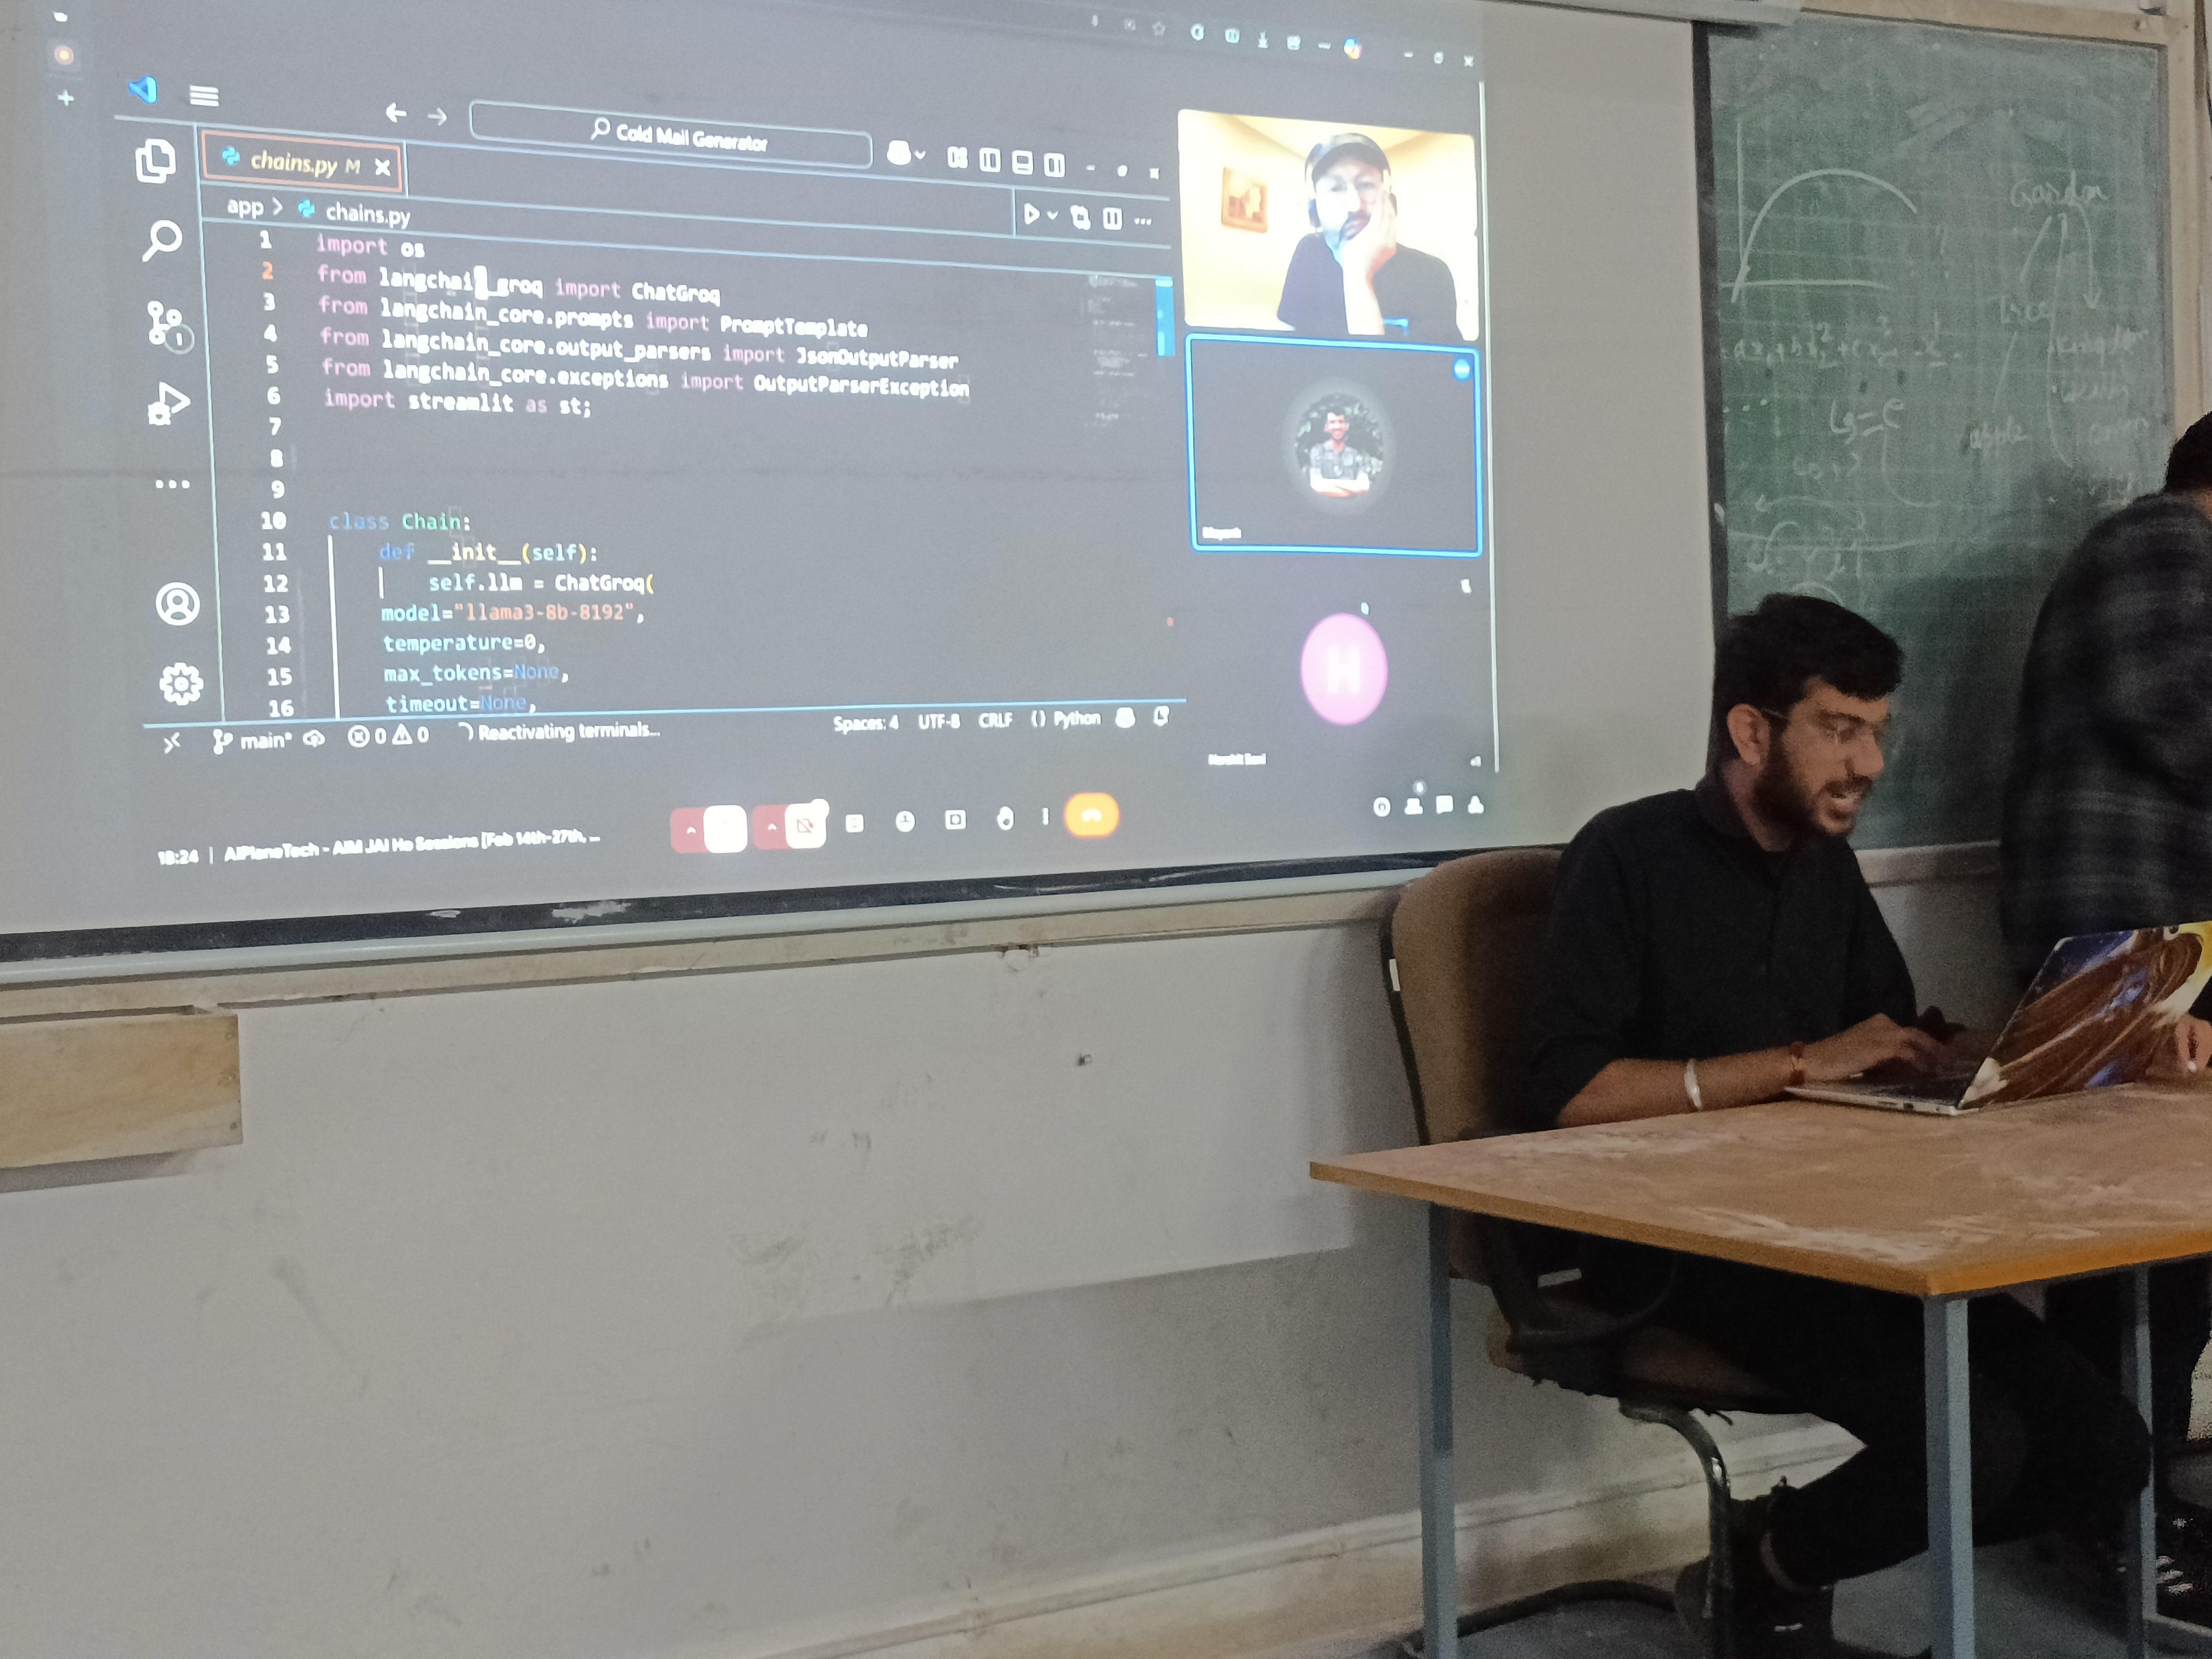 Cold Mail Generator
chains.py M
app > chains.py
1 import os
2 from langchain_groq import ChatGroq
3 from langchain_core.prompts import PromptTemplate
4 from langchain_core.output_parsers import JsonOutputParser
5 from langchain_core.exceptions import OutputParserException
6 import streamlit as st;
7
8
9
10 class Chain:
11 def __init__(self):
12 self.llm = ChatGroq(
13 model="llama3-8b-8192",
14 temperature=0,
15 max_tokens=None,
16 timeout=None,
main* 0 0 Reactivating terminals... Spaces: 4 UTF-8 CRLF {} Python
H
18:24 | AIPlaneTech - AIM JAI Ho Sessions [Feb 14th-27th, ...
Garden
apple